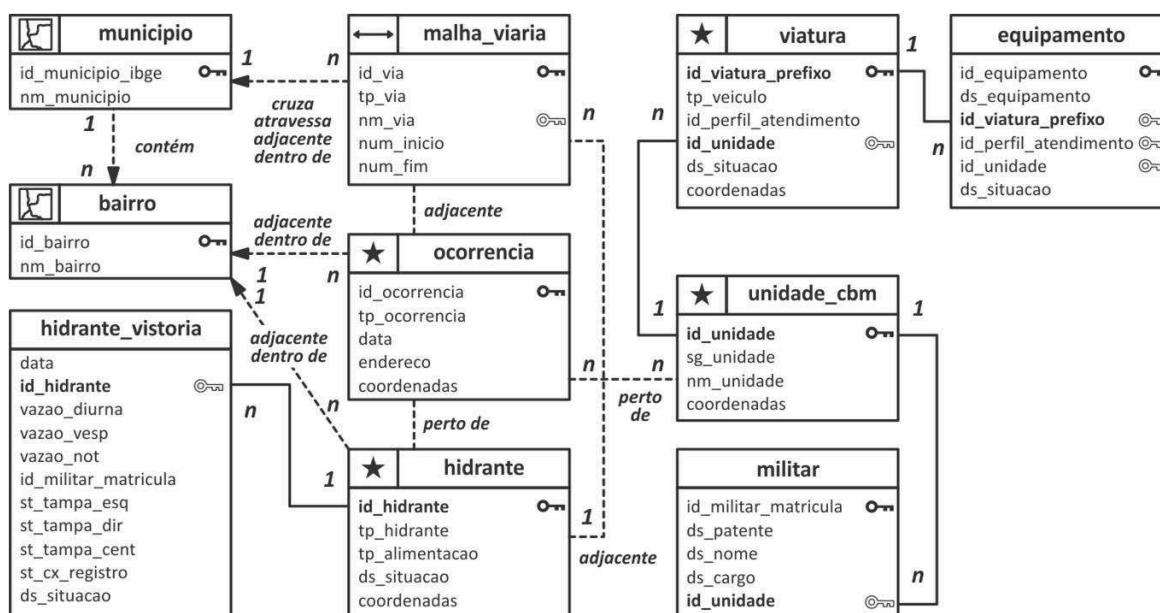 municipio
id_municipio_ibge
nm_municipio
1
contém
n
bairro
id_bairro
nm_bairro
1
n
cruza
atravessa
adjacente
dentro de
adjacente
dentro de
1
n
1
adjacente
dentro de
n
hidrante_vistoria
data
id_hidrante
vazao_diurna
vazao_vesp
vazao_not
id_militar_matricula
st_tampa_esq
st_tampa_dir
st_tampa_cent
st_cx_registro
ds_situacao
n
1
malha_viaria
id_via
tp_via
nm_via
num_inicio
num_fim
n
adjacente
ocorrencia
id_ocorrencia
tp_ocorrencia
data
endereco
coordenadas
n
perto de
perto
de
n
hidrante
id_hidrante
tp_hidrante
tp_alimentacao
ds_situacao
coordenadas
1
adjacente
viatura
id_viatura_prefixo
tp_veiculo
id_perfil_atendimento
id_unidade
ds_situacao
coordenadas
n
1
1
n
equipamento
id_equipamento
ds_equipamento
id_viatura_prefixo
id_perfil_atendimento
id_unidade
ds_situacao
unidade_cbm
id_unidade
sg_unidade
nm_unidade
coordenadas
1
n
militar
id_militar_matricula
ds_patente
ds_nome
ds_cargo
id_unidade